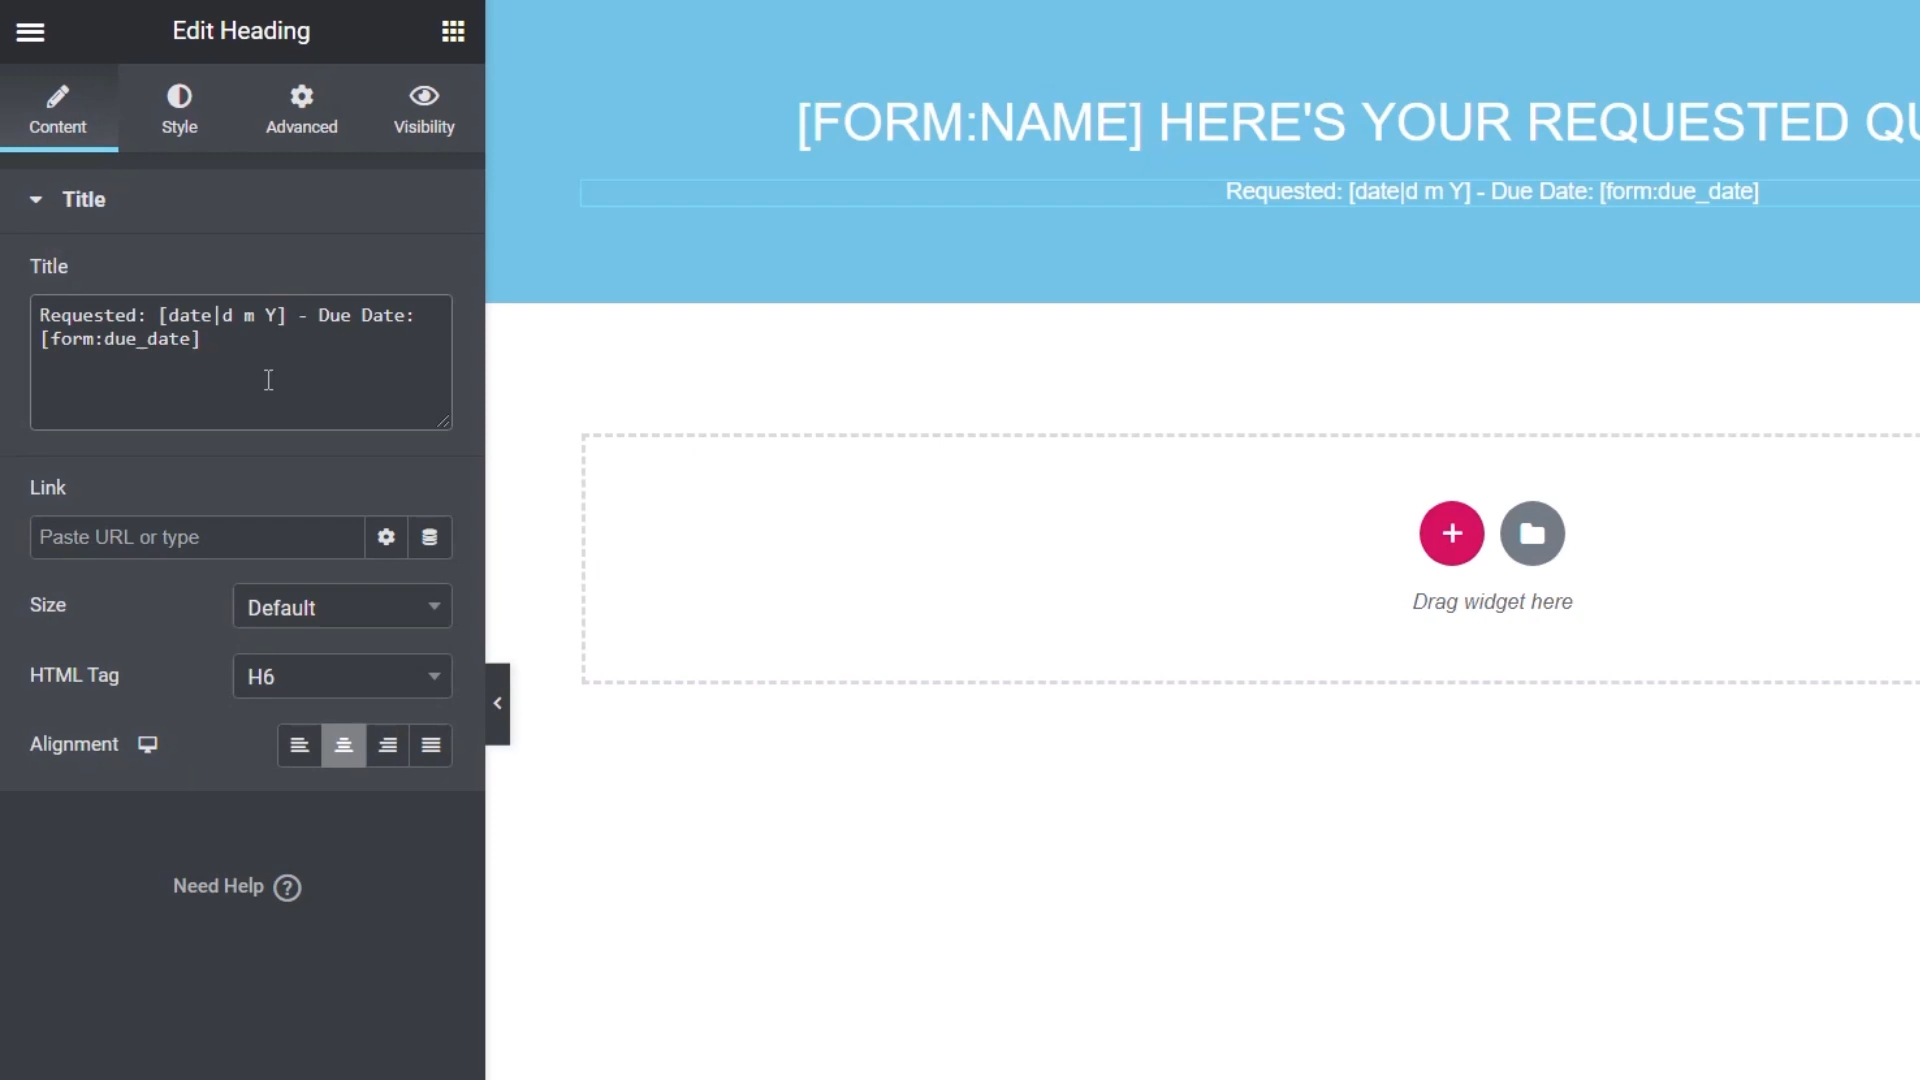 Edit Heading
Content
Style
Advanced
Visibility
Title
Title
Requested: [date|d m Y] - Due Date:
[form:due_date]
Link
Paste URL or type
Size
Default
HTML Tag
H6
Alignment
Need Help ?
[FORM:NAME] HERE'S YOUR REQUESTED QU
Requested: [date|d m Y] - Due Date: [form:due_date]
Drag widget here